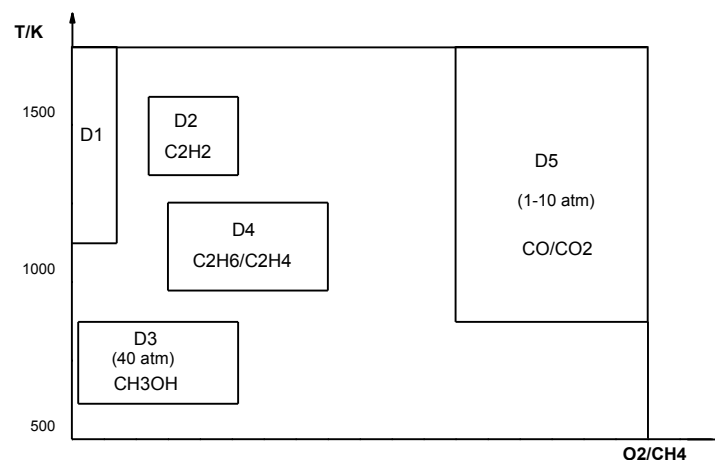 T/K
1500
D1
D2
C2H2
D5
(1-10 atm)
CO/CO2
D4
C2H6/C2H4
1000
D3
(40 atm)
CH3OH
500
O2/CH4